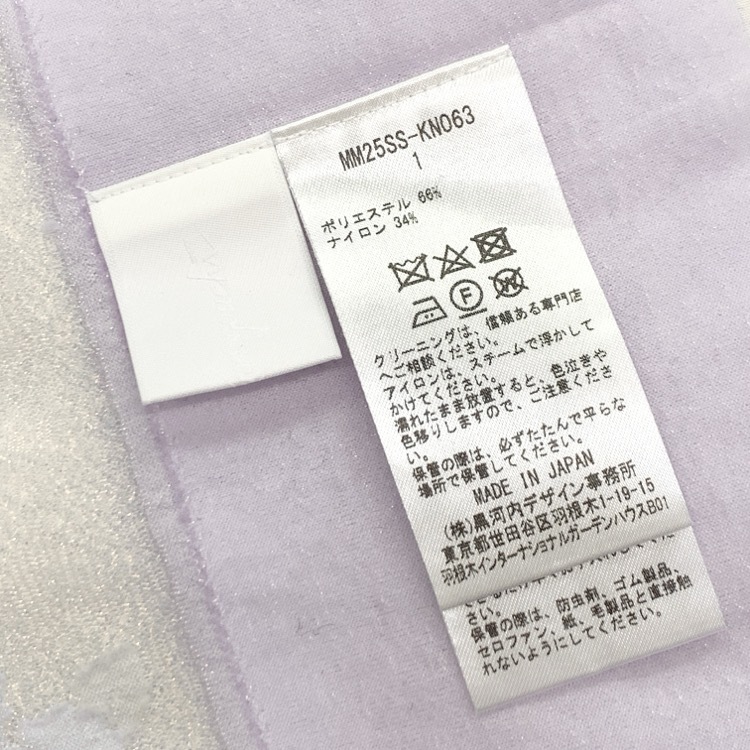 MM25SS-KN063
1
ポリエステル 66%
ナイロン 34%
F
W
クリーニングは、信頼ある専門店
へご相談ください。
アイロンは、スチームで浮かして
かけてください。
濡れたまま放置すると、色泣きや
色移りしますので、ご注意くださ
い。
保管の際は、必ずたたんで平らな
場所で保管してください。
MADE IN JAPAN
(株)黒河内デザイン事務所
東京都世田谷区羽根木1-19-15
羽根木インターナショナルガーデンハウスB01
さい。
保管の際は、防虫剤、ゴム製品、
セロファン、紙、毛製品と直接触
れないようにしてください。